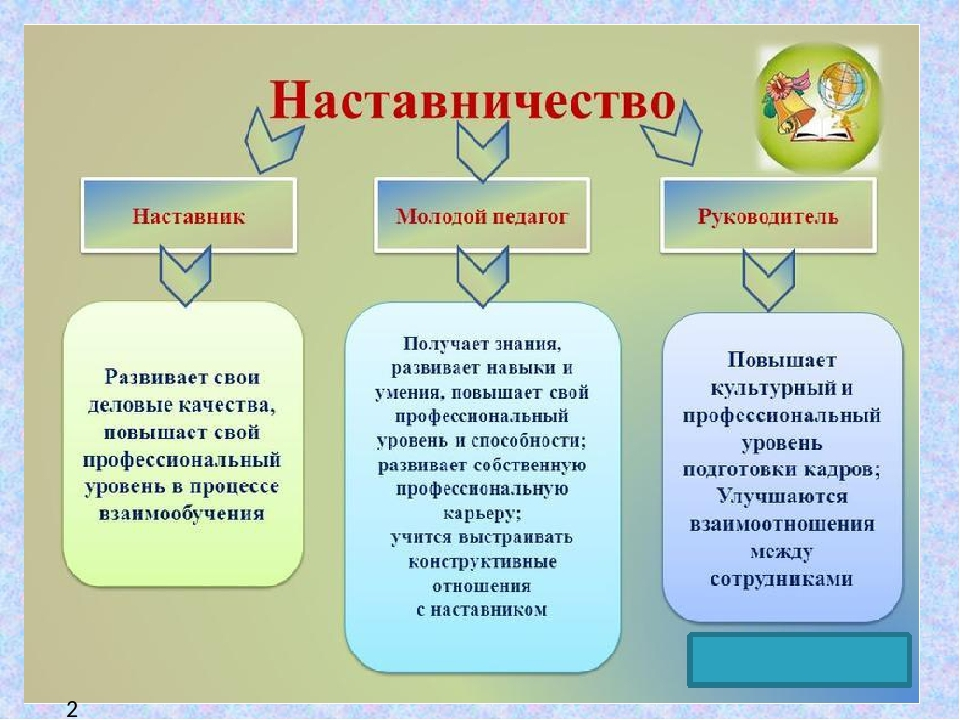 Наставничество
Наставник
Молодой педагог
Руководитель
Развивает свои
деловые качества,
повышает свой
профессиональный
уровень в процессе
взаимообучения
Получает знания,
развивает навыки и
умения, повышает свой
профессиональный
уровень и способности;
развивает собственную
профессиональную
карьеру;
учится выстраивать
конструктивные
отношения
с наставником
Повышает
культурный и
профессиональный
уровень
подготовки кадров;
Улучшаются
взаимоотношения
между
сотрудниками
2